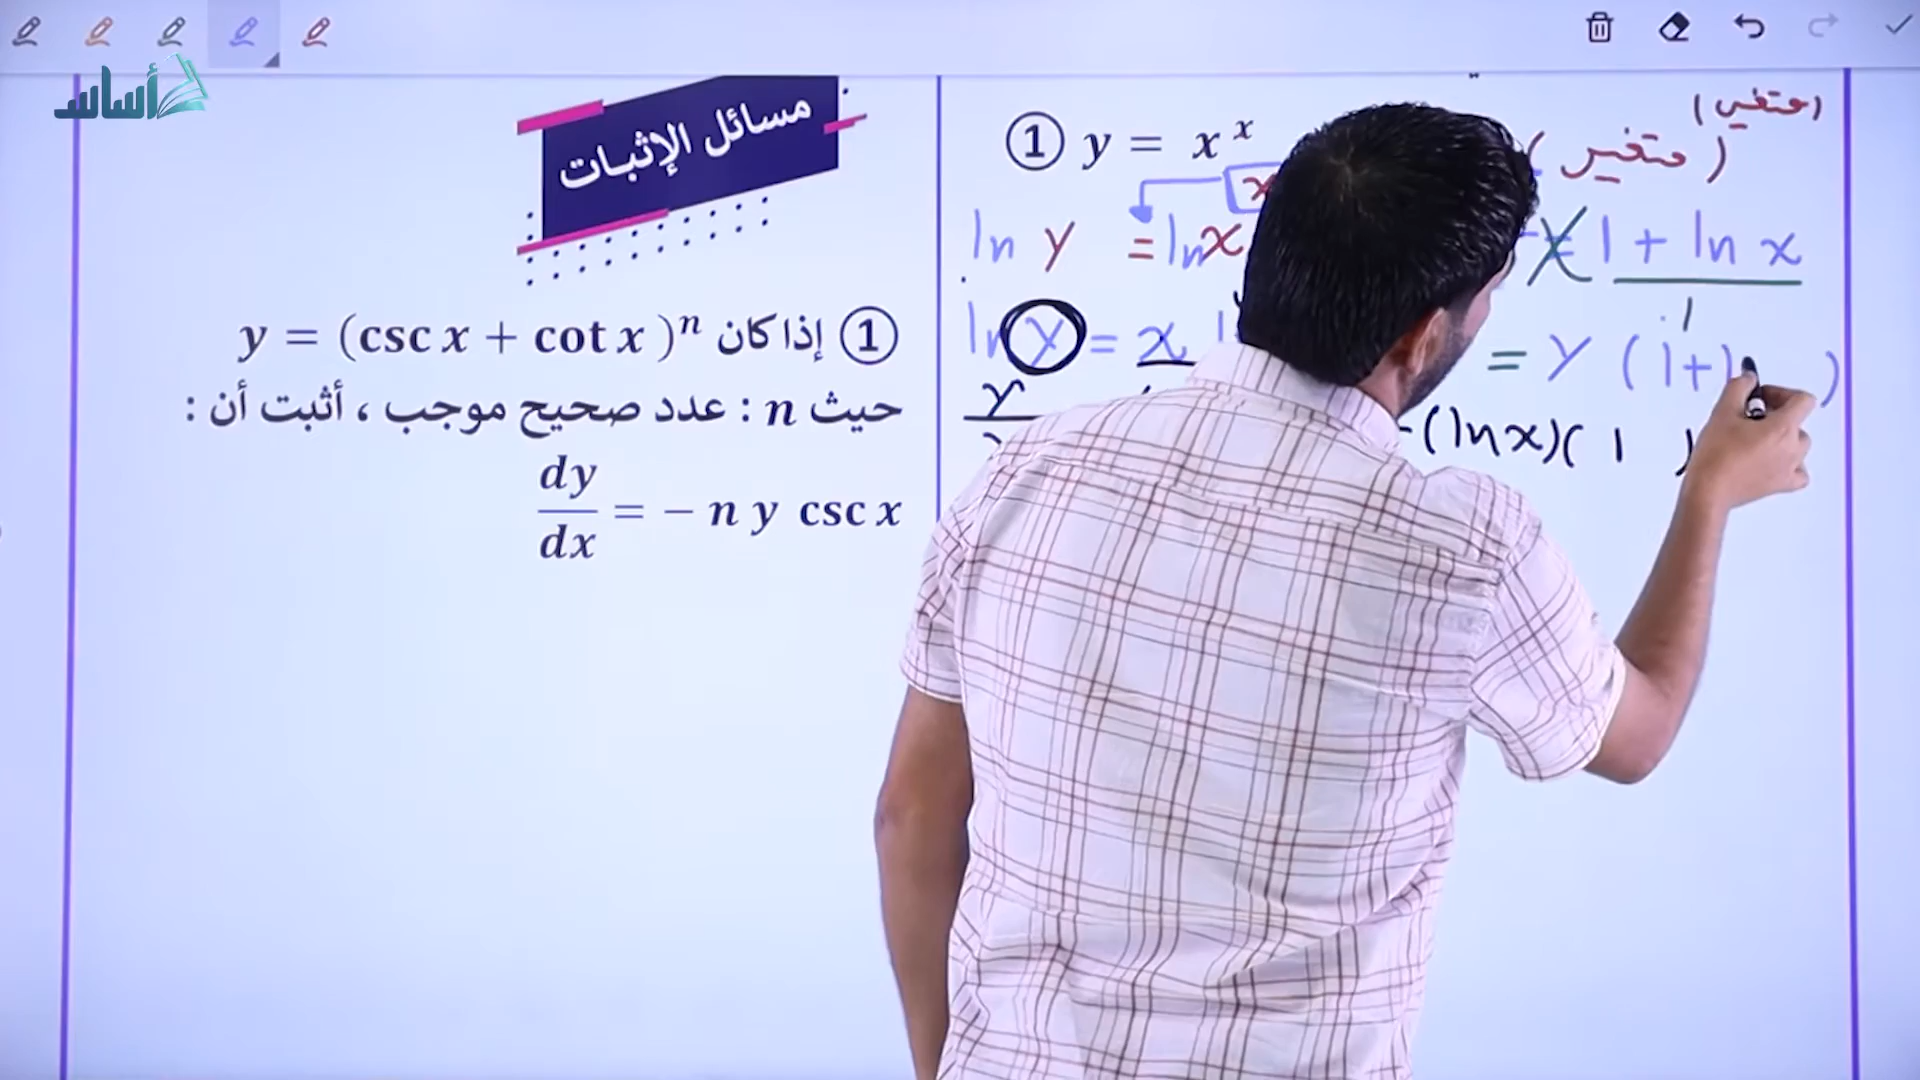 أساس
مسائل الإثبات
① إذا كان y = (csc x + cot x )ⁿ
حيث n : عدد صحيح موجب ، أثبت أن :
dy/dx = − n y csc x
① y = x ˣ
(متغير)
(متغير)
ln y = ln x
1 + ln x
ln y = x
= y ( 1+
(ln x)( 1